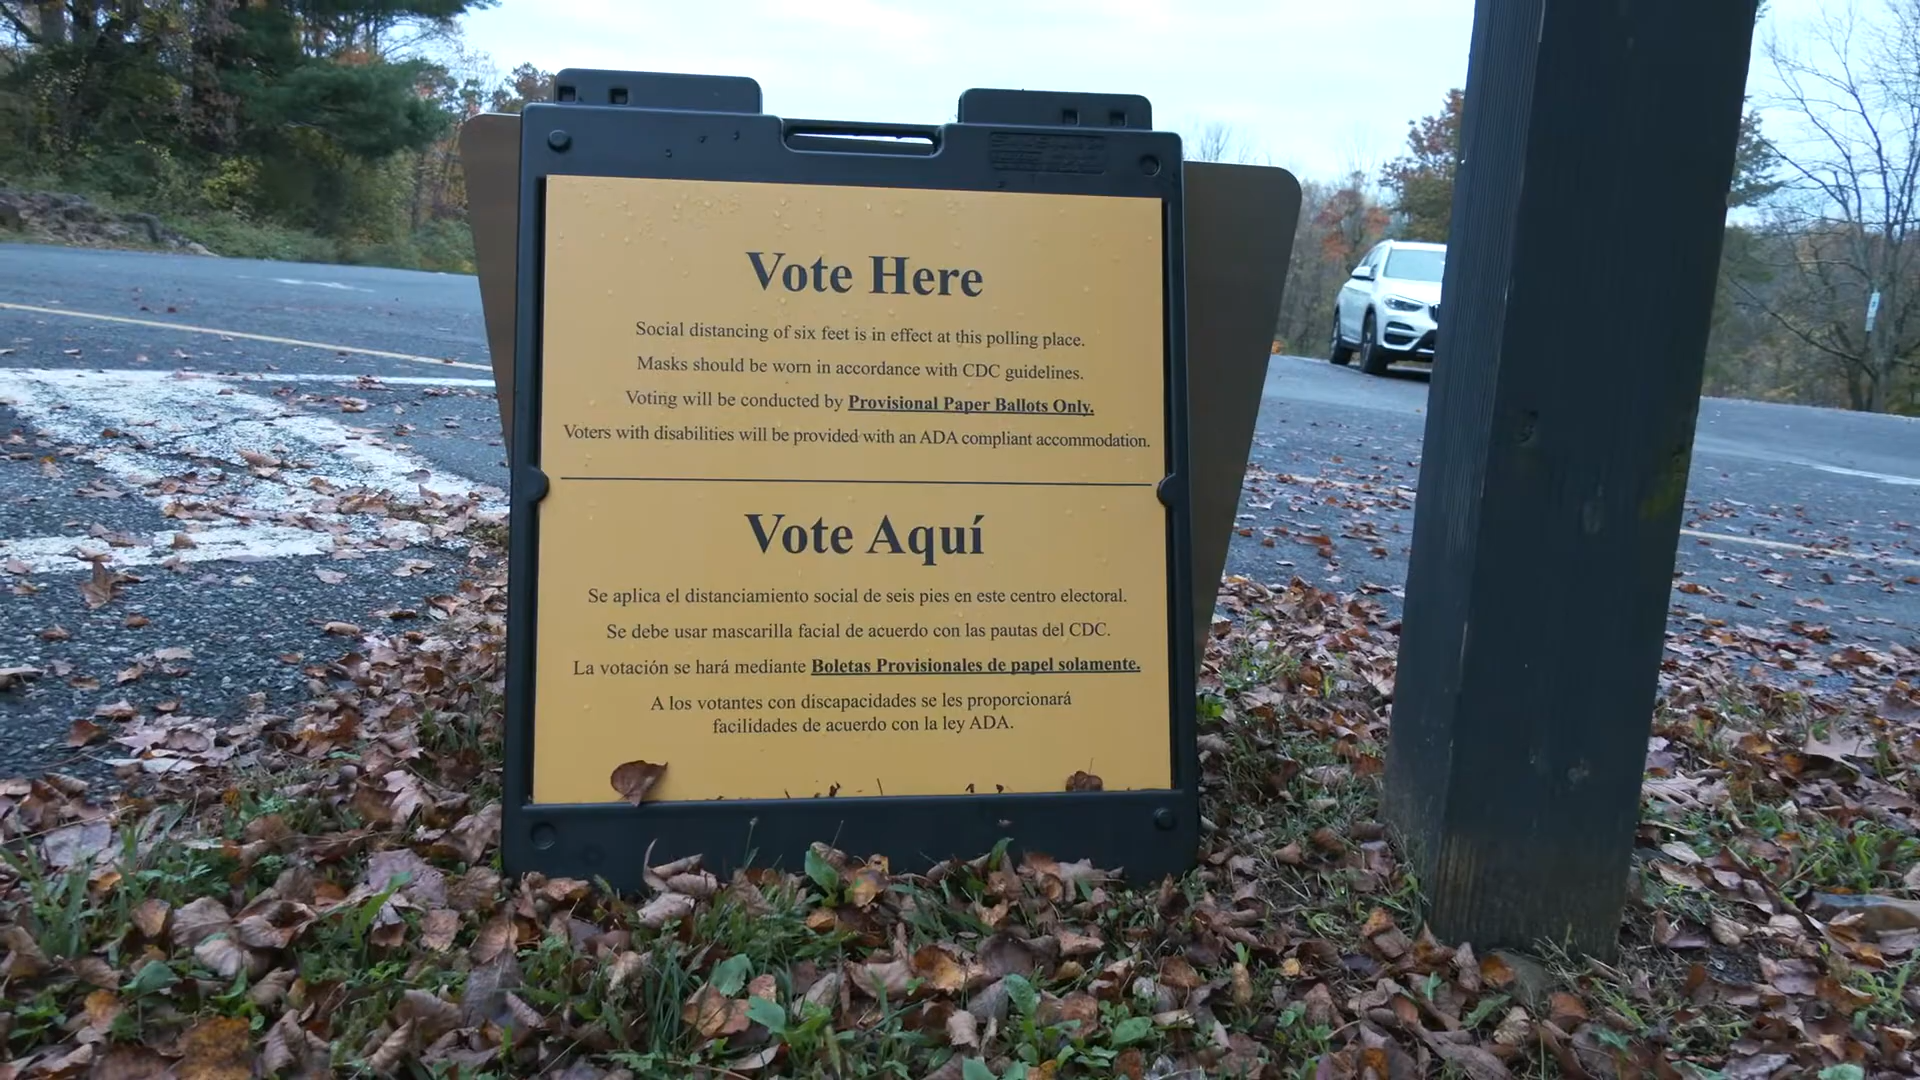 Vote Here
Social distancing of six feet is in effect at this polling place.
Masks should be worn in accordance with CDC guidelines.
Voting will be conducted by Provisional Paper Ballots Only.
Voters with disabilities will be provided with an ADA compliant accommodation.
Vote Aquí
Se aplica el distanciamiento social de seis pies en este centro electoral.
Se debe usar mascarilla facial de acuerdo con las pautas del CDC.
La votación se hará mediante Boletas Provisionales de papel solamente.
A los votantes con discapacidades se les proporcionará
facilidades de acuerdo con la ley ADA.